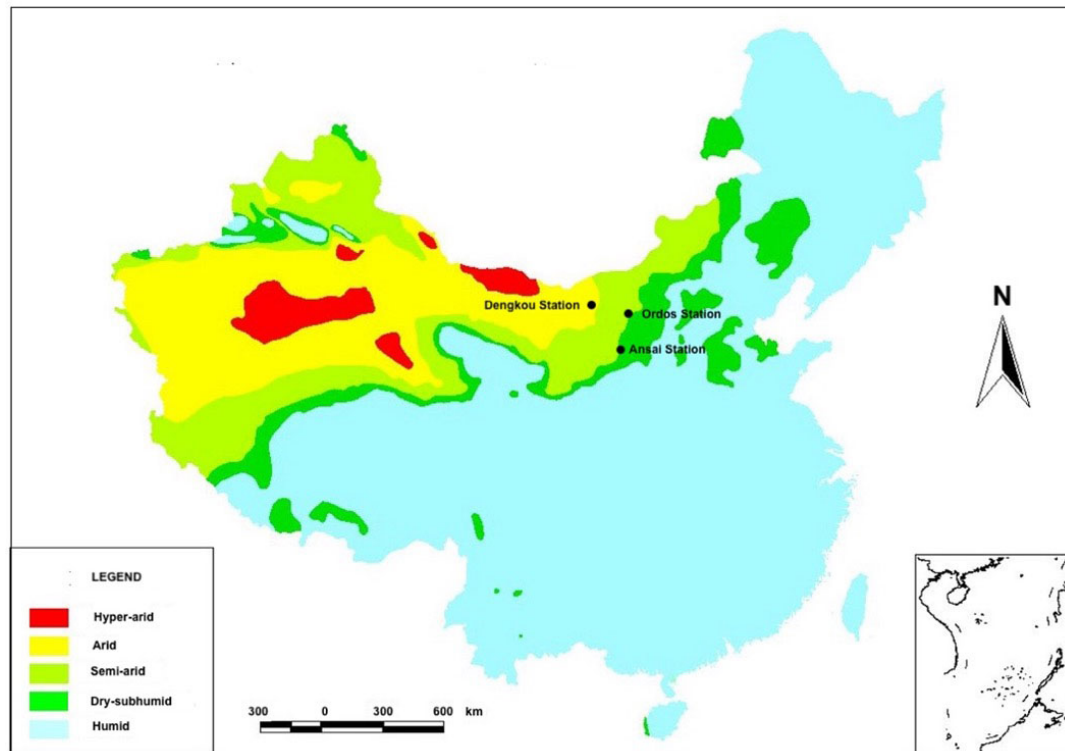 Dengkou Station
Ordos Station
Ansai Station
N
LEGEND
Hyper-arid
Arid
Semi-arid
Dry-subhumid
Humid
300 0 300 600 km